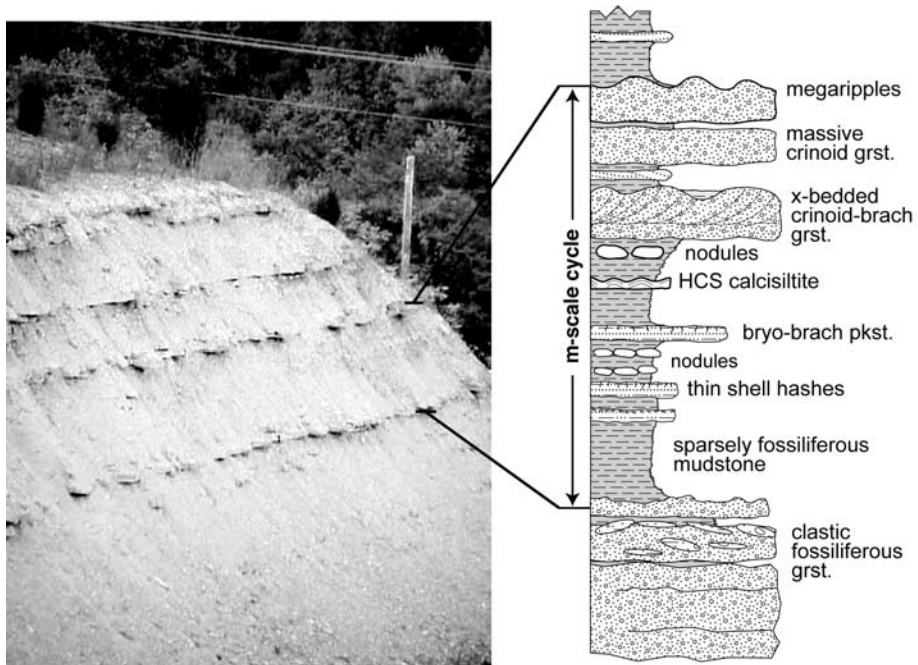 megaripples
massive
crinoid grst.
x-bedded
crinoid-brach
grst.
nodules
HCS calcisiltite
m-scale cycle
bryo-brach pkst.
nodules
thin shell hashes
sparsely fossiliferous
mudstone
clastic
fossiliferous
grst.